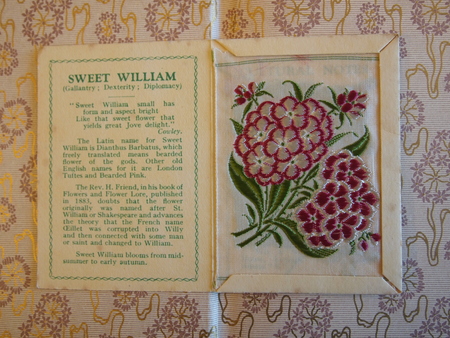 SWEET WILLIAM
(Gallantry ; Dexterity ; Diplomacy)
"Sweet William small has
form and aspect bright
Like that sweet flower that
yields great Jove delight."
Cowley.
The Latin name for Sweet
William is Dianthus Barbatus, which
freely translated means bearded
flower of the gods. Other old
English names for it are London
Tuftes and Bearded Pink.
The Rev. H. Friend, in his book of
Flowers and Flower Lore, published
in 1883, doubts that the flower
originally was named after St.
William or Shakespeare and advances
the theory that the French name
Œillet was corrupted into Willy
and then connected with some man
or saint and changed to William.
Sweet William blooms from mid-
summer to early autumn.